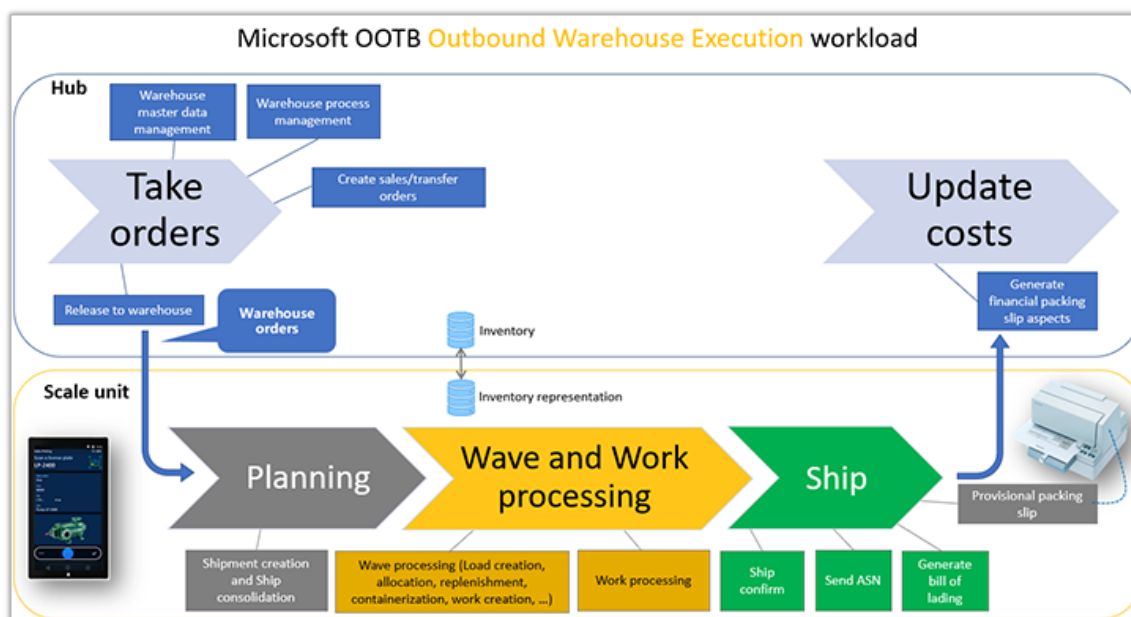 Microsoft OOTB Outbound Warehouse Execution workload
Hub
Warehouse
master data
management
Warehouse process
management
Create sales/transfer
orders
Take
orders
Update
costs
Release to warehouse
Warehouse
orders
Generate
financial packing
slip aspects
Inventory
Inventory representation
Scale unit
LP-2400
Planning
Wave and Work
processing
Ship
Provisional packing
slip
Shipment creation
and Ship
consolidation
Wave processing (Load creation,
allocation, replenishment,
containerization, work creation, ...)
Work processing
Ship
confirm
Send ASN
Generate
bill of
lading